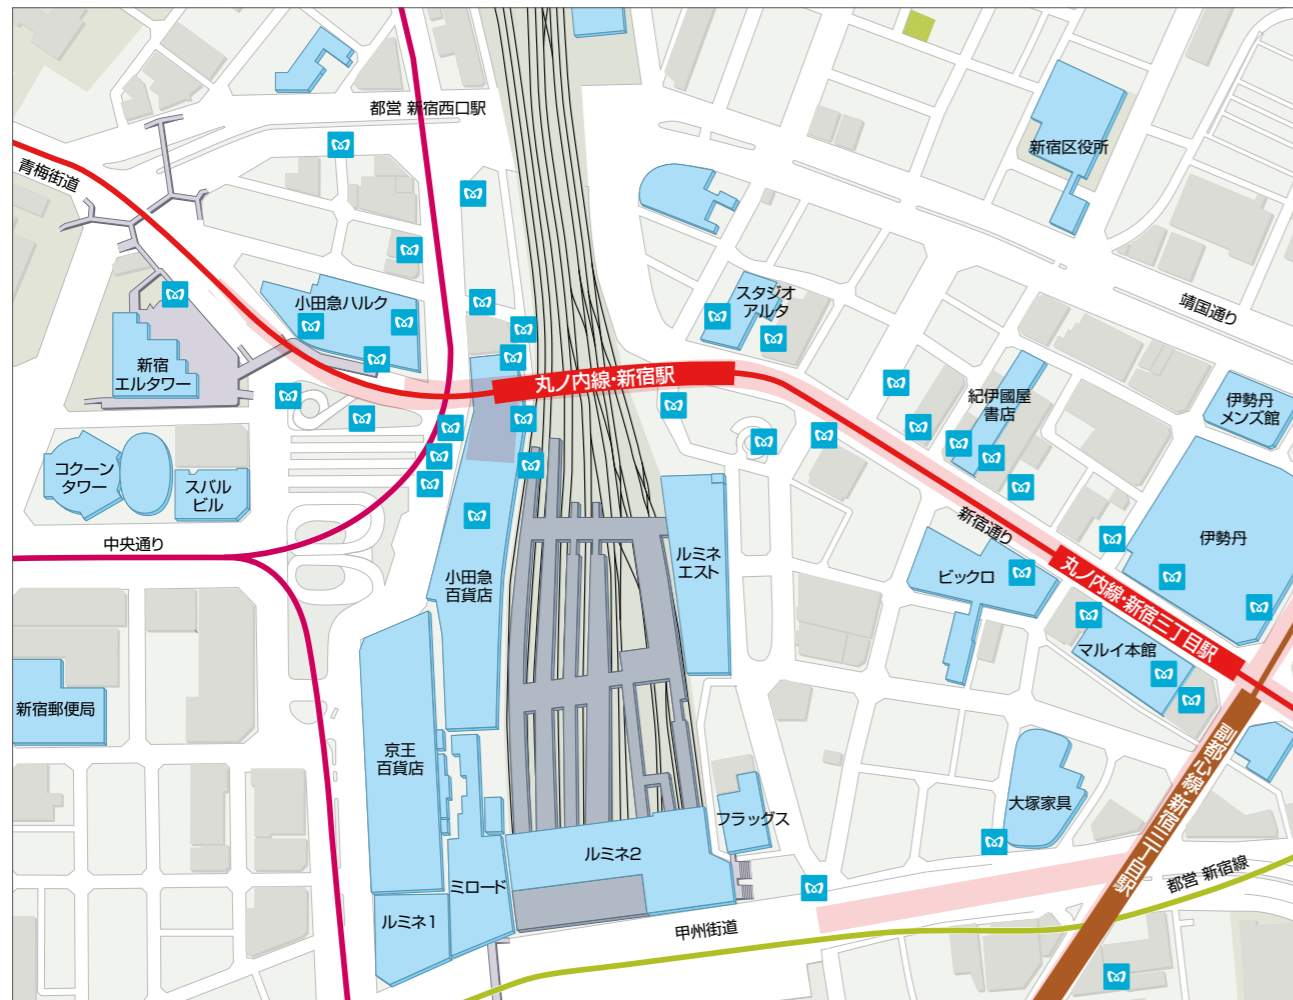 都営 新宿西口駅
新宿区役所
青梅街道
小田急ハルク
スタジオ
アルタ
靖国通り
新宿
エルタワー
丸ノ内線・新宿駅
紀伊國屋
書店
伊勢丹
メンズ館
コクーン
タワー
スバル
ビル
中央通り
新宿通り
伊勢丹
ルミネ
エスト
小田急
百貨店
ビックロ
丸ノ内線・新宿三丁目駅
マルイ本館
新宿郵便局
京王
百貨店
副都心線・新宿三丁目駅
大塚家具
フラッグス
ルミネ2
ミロード
都営 新宿線
ルミネ1
甲州街道